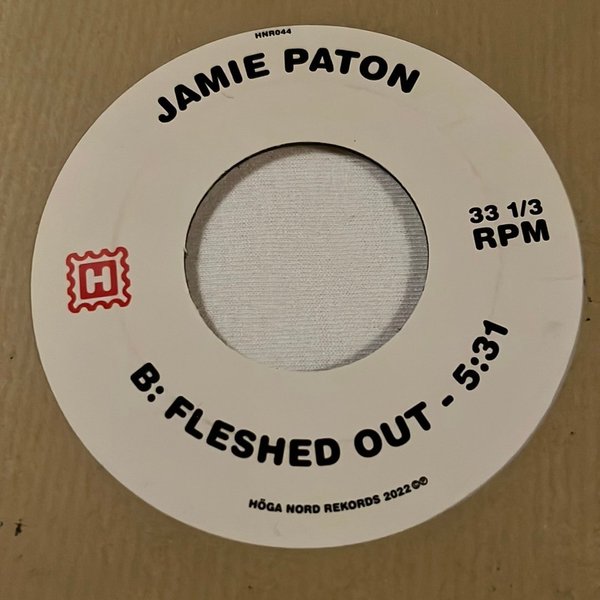 HNR044
JAMIE PATON
33 1/3
RPM
H
B: FLESHED OUT - 5:31
HÖGA NORD REKORDS 2022©℗